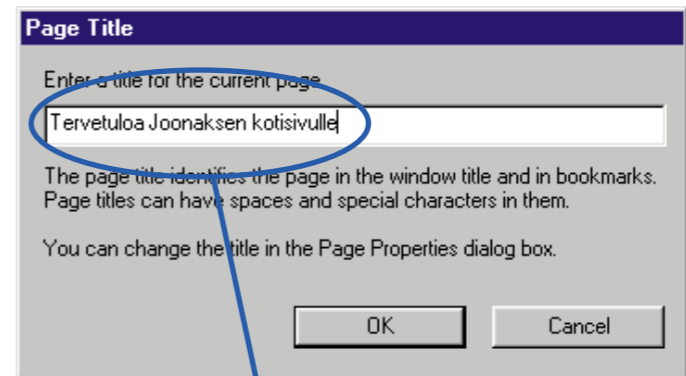 Page Title
Enter a title for the current page
Tervetuloa Joonaksen kotisivulle
The page title identifies the page in the window title and in bookmarks.
Page titles can have spaces and special characters in them.
You can change the title in the Page Properties dialog box.
OK
Cancel